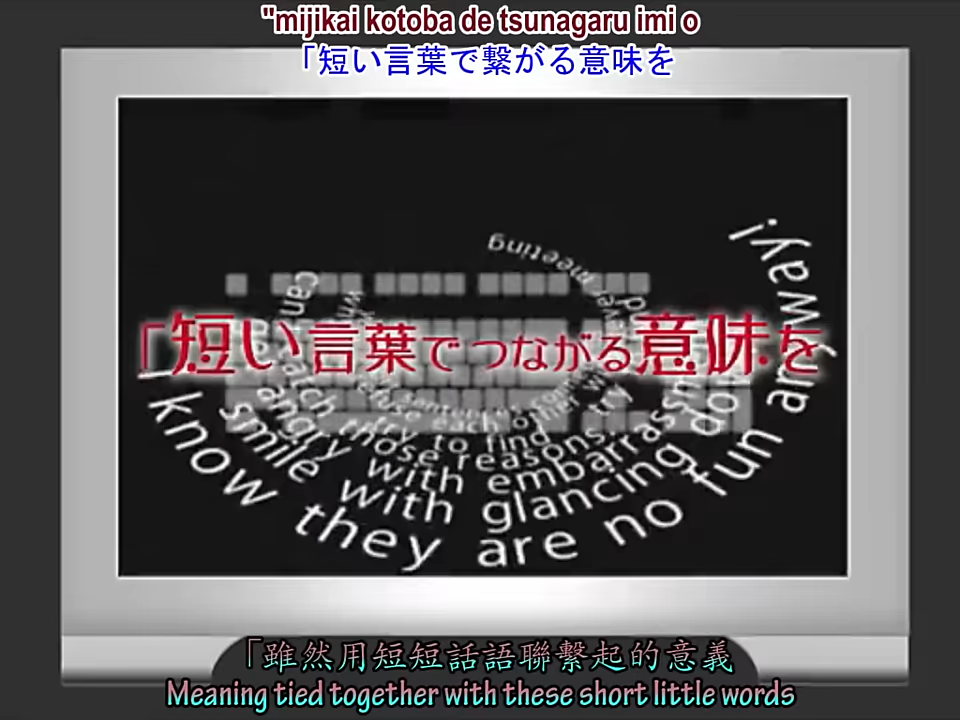 "mijikai kotoba de tsunagaru imi o
「短い言葉で繋がる意味を
meeting
「短い言葉でつながる意味を
try to find
those reasons, try
angry with embarrassm
smile with glancing do
I know they are no fun anyway!
「雖然用短短話語聯繫起的意義
Meaning tied together with these short little words